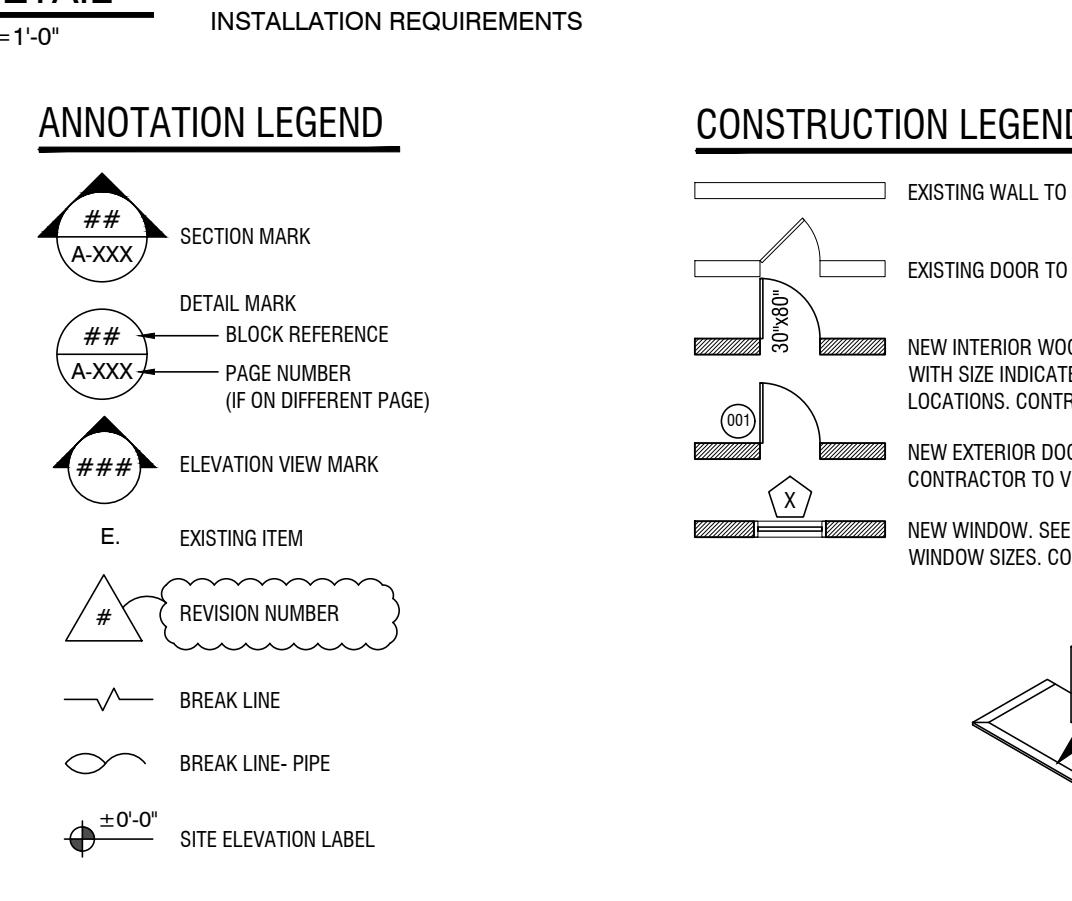 =1'-0"
INSTALLATION REQUIREMENTS
ANNOTATION LEGEND
##
A-XXX
SECTION MARK
DETAIL MARK
##
BLOCK REFERENCE
A-XXX
PAGE NUMBER
(IF ON DIFFERENT PAGE)
###
ELEVATION VIEW MARK
E.
EXISTING ITEM
#
REVISION NUMBER
BREAK LINE
BREAK LINE- PIPE
±0'-0"
SITE ELEVATION LABEL
CONSTRUCTION LEGEND
EXISTING WALL TO
EXISTING DOOR TO
30"x80"
NEW INTERIOR WOO
WITH SIZE INDICATE
LOCATIONS. CONTR
001
NEW EXTERIOR DOO
CONTRACTOR TO V
X
NEW WINDOW. SEE
WINDOW SIZES. CO